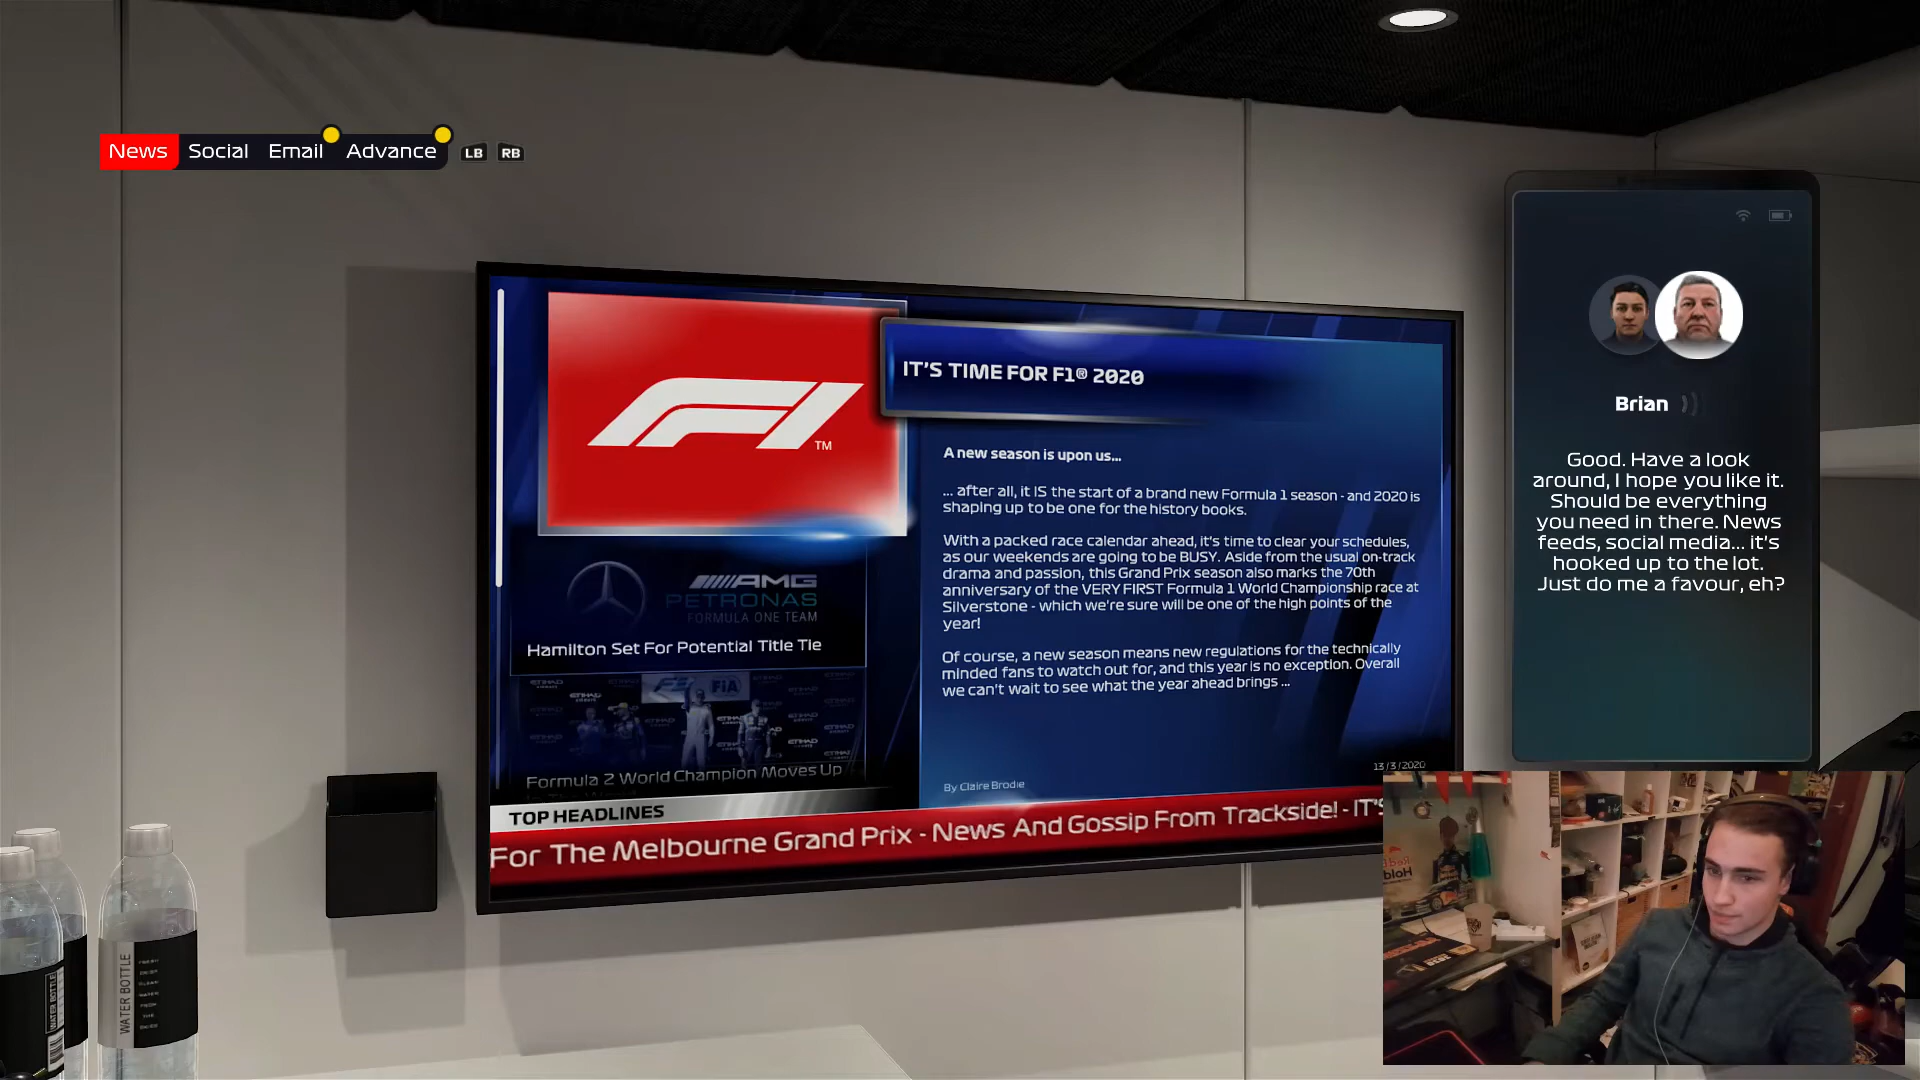 News Social Email Advance LB RB
IT'S TIME FOR F1® 2020
A new season is upon us...
... after all, it IS the start of a brand new Formula 1 season - and 2020 is
shaping up to be one for the history books.
With a packed race calendar ahead, it's time to clear your schedules,
as our weekends are going to be BUSY. Aside from the usual on-track
drama and passion, this Grand Prix season also marks the 70th
anniversary of the VERY FIRST Formula 1 World Championship race at
Silverstone - which we're sure will be one of the high points of the
year!
Of course, a new season means new regulations for the technically
minded fans to watch out for, and this year is no exception. Overall
we can't wait to see what the year ahead brings ...
13/3/2020
By Claire Brodie
F1
TM
AMG
PETRONAS
FORMULA ONE TEAM
Hamilton Set For Potential Title Tie
FIA
ETIHAD
Formula 2 World Champion Moves Up
TOP HEADLINES
For The Melbourne Grand Prix - News And Gossip From Trackside! - IT'S
Brian
Good. Have a look
around, I hope you like it.
Should be everything
you need in there. News
feeds, social media... it's
hooked up to the lot.
Just do me a favour, eh?
WATER BOTTLE
WATER BOTTLE